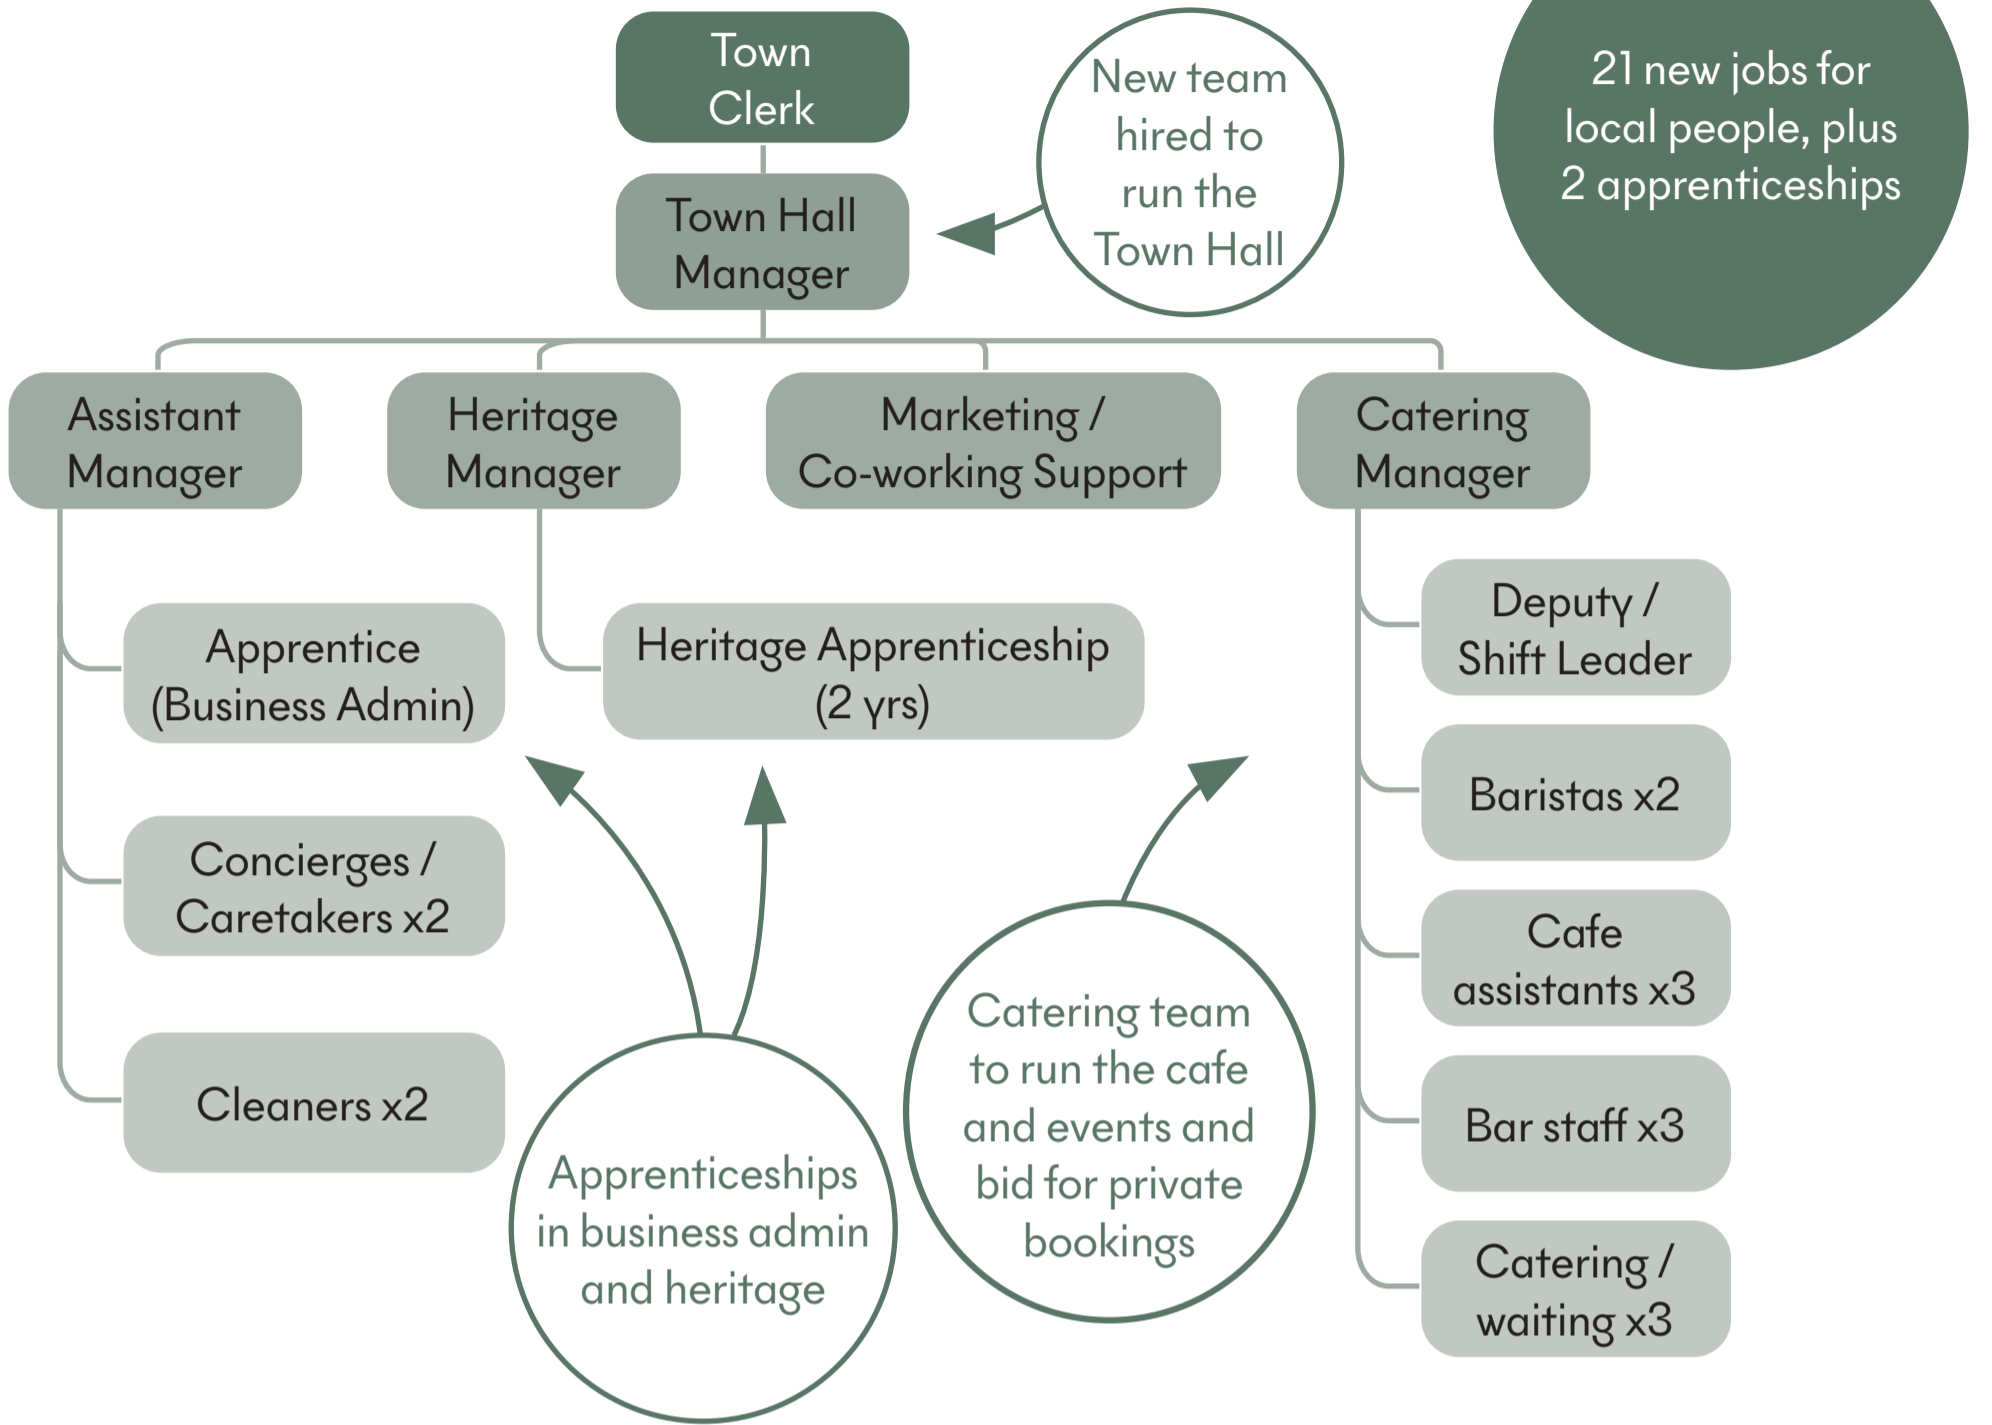 Town
Clerk
New team
hired to
run the
Town Hall
21 new jobs for
local people, plus
2 apprenticeships
Town Hall
Manager
Assistant
Manager
Heritage
Manager
Marketing /
Co-working Support
Catering
Manager
Apprentice
(Business Admin)
Concierges /
Caretakers x2
Cleaners x2
Heritage Apprenticeship
(2 yrs)
Deputy /
Shift Leader
Baristas x2
Cafe
assistants x3
Bar staff x3
Catering /
waiting x3
Apprenticeships
in business admin
and heritage
Catering team
to run the cafe
and events and
bid for private
bookings